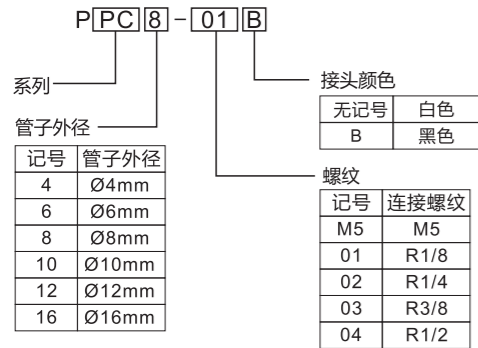 PPC8-01B
系列
管子外径
记号 管子外径
4 Ø4mm
6 Ø6mm
8 Ø8mm
10 Ø10mm
12 Ø12mm
16 Ø16mm
接头颜色
无记号 白色
B 黑色
螺纹
记号 连接螺纹
M5 M5
01 R1/8
02 R1/4
03 R3/8
04 R1/2